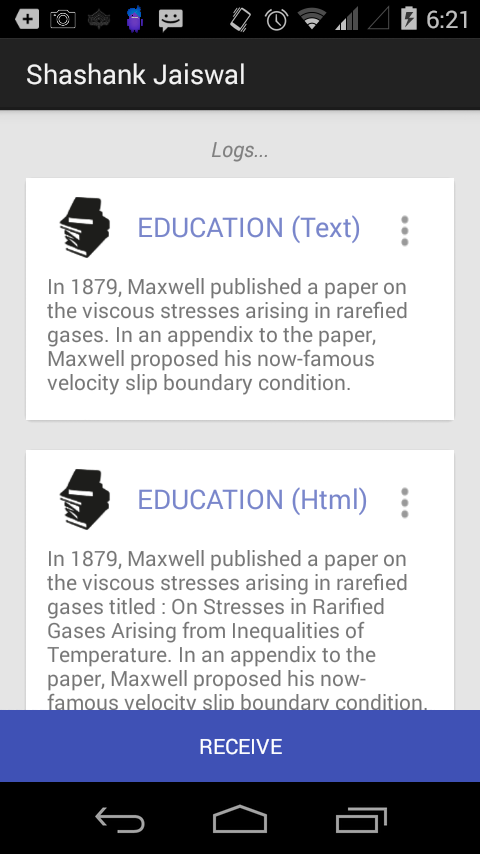 6:21
Shashank Jaiswal
Logs...
EDUCATION (Text)
In 1879, Maxwell published a paper on
the viscous stresses arising in rarefied
gases. In an appendix to the paper,
Maxwell proposed his now-famous
velocity slip boundary condition.
EDUCATION (Html)
In 1879, Maxwell published a paper on
the viscous stresses arising in rarefied
gases titled : On Stresses in Rarified
Gases Arising from Inequalities of
Temperature. In an appendix to the
paper, Maxwell proposed his now-
famous velocity slip boundary condition.
RECEIVE